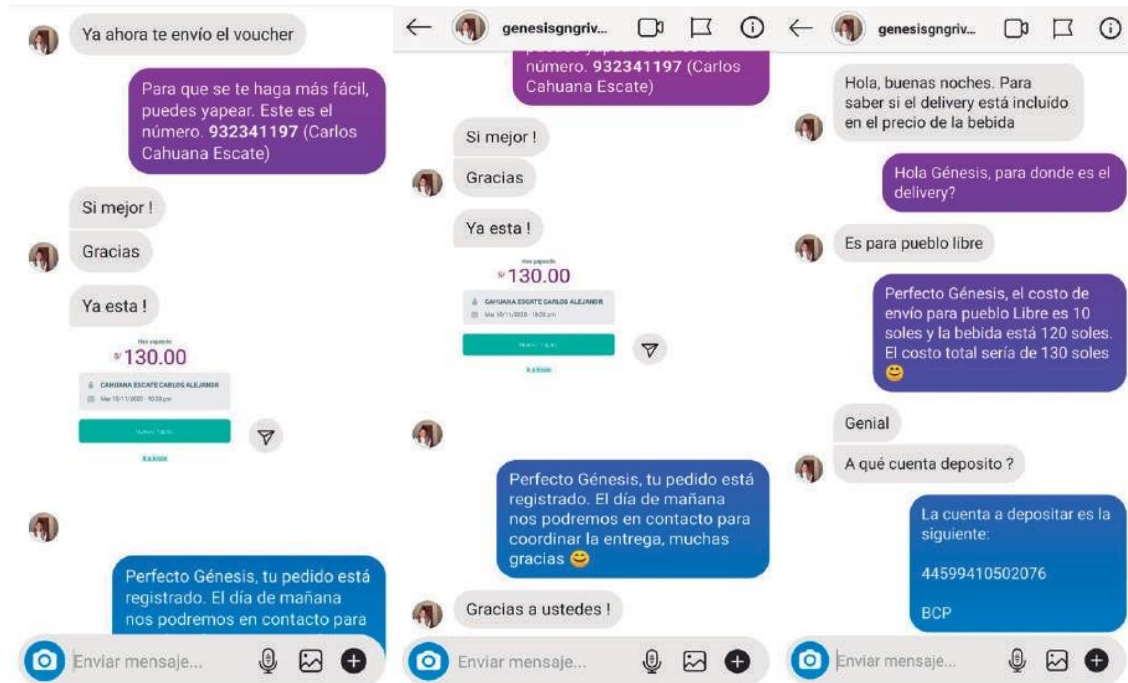 Ya ahora te envío el voucher
Para que se te haga más fácil,
puedes yapear. Este es el
número. 932341197 (Carlos
Cahuana Escate)
Si mejor !
Gracias
Ya esta !
S/ 130.00
CAHUANA ESCATE CARLOS ALEJANDR
Perfecto Génesis, tu pedido está
registrado. El día de mañana
nos podremos en contacto para
Enviar mensaje...
genesisgngriv...
número. 932341197 (Carlos
Cahuana Escate)
Si mejor !
Gracias
Ya esta !
S/ 130.00
CAHUANA ESCATE CARLOS ALEJANDR
Perfecto Génesis, tu pedido está
registrado. El día de mañana
nos podremos en contacto para
coordinar la entrega, muchas
gracias 😊
Gracias a ustedes !
Enviar mensaje...
genesisgngriv...
Hola, buenas noches. Para
saber si el delivery está incluído
en el precio de la bebida
Hola Génesis, para donde es el
delivery?
Es para pueblo libre
Perfecto Génesis, el costo de
envío para pueblo Libre es 10
soles y la bebida está 120 soles.
El costo total sería de 130 soles
😊
Genial
A qué cuenta deposito ?
La cuenta a depositar es la
siguiente:
44599410502076
BCP
Enviar mensaje...